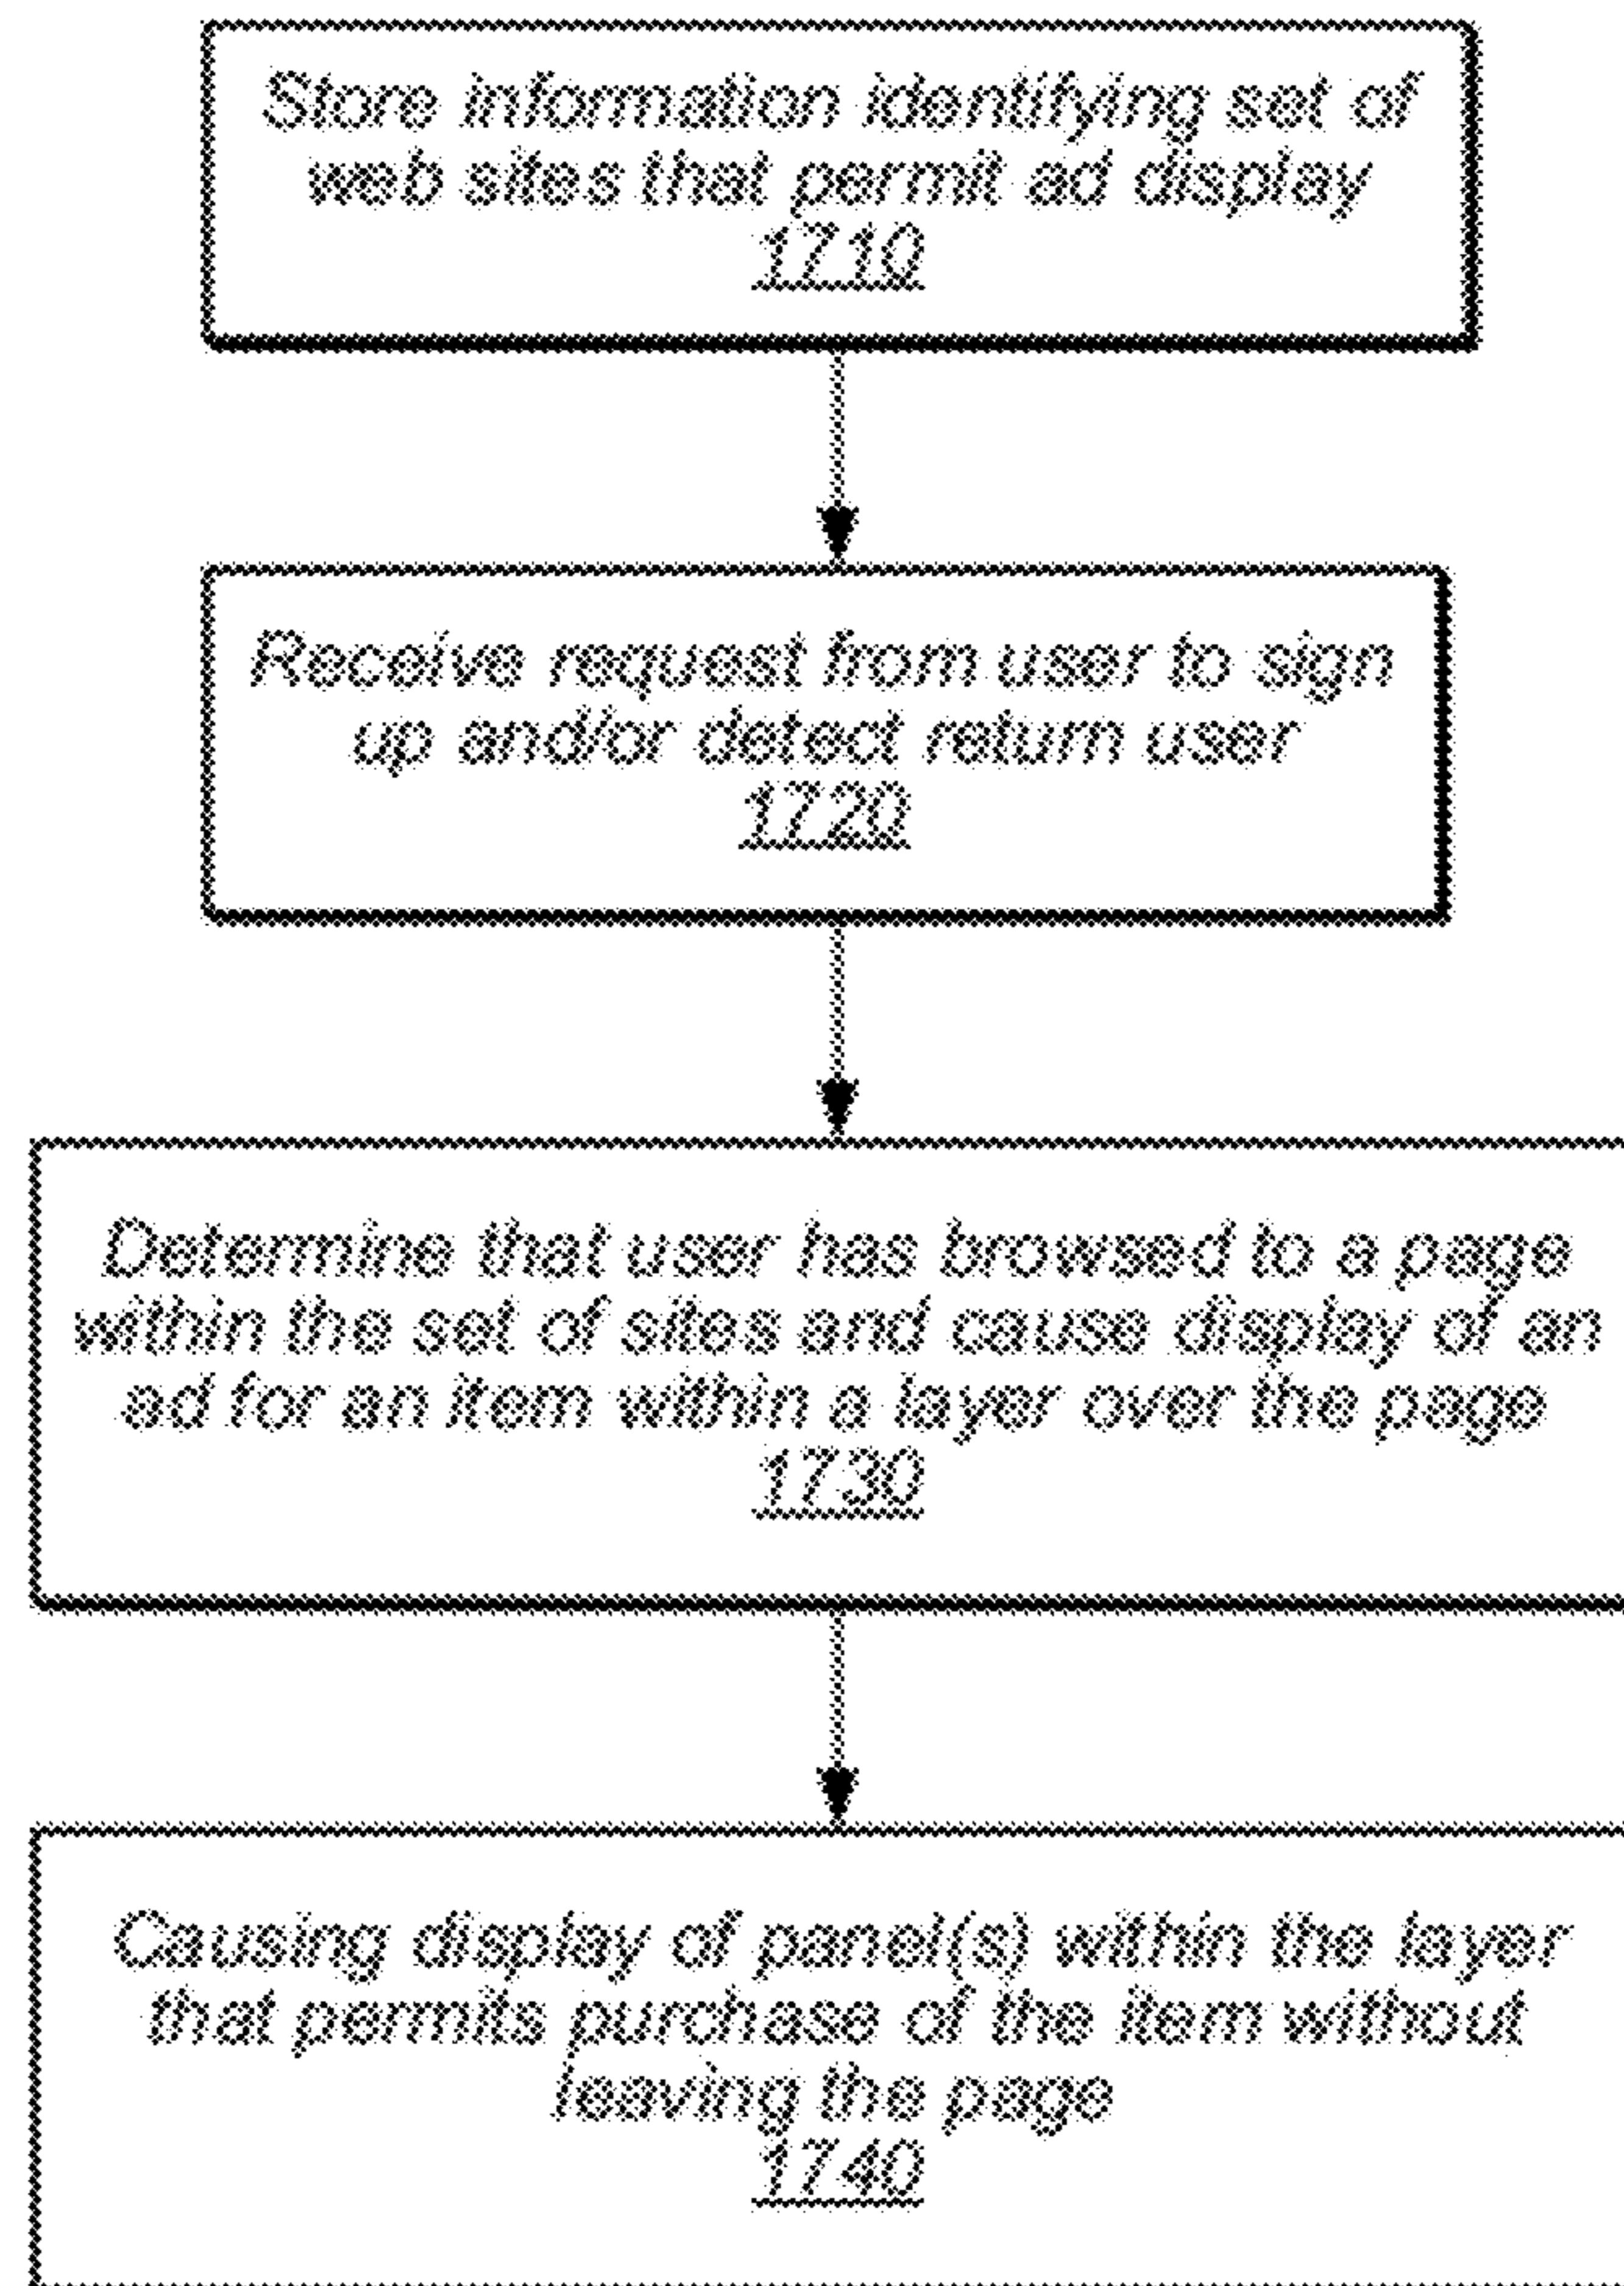 Store information identifying set of
web sites that permit ad display
1710
Receive request from user to sign
up and/or detect return user
1720
Determine that user has browsed to a page
within the set of sites and cause display of an
ad for an item within a layer over the page
1730
Causing display of panel(s) within the layer
that permits purchase of the item without
leaving the page
1740